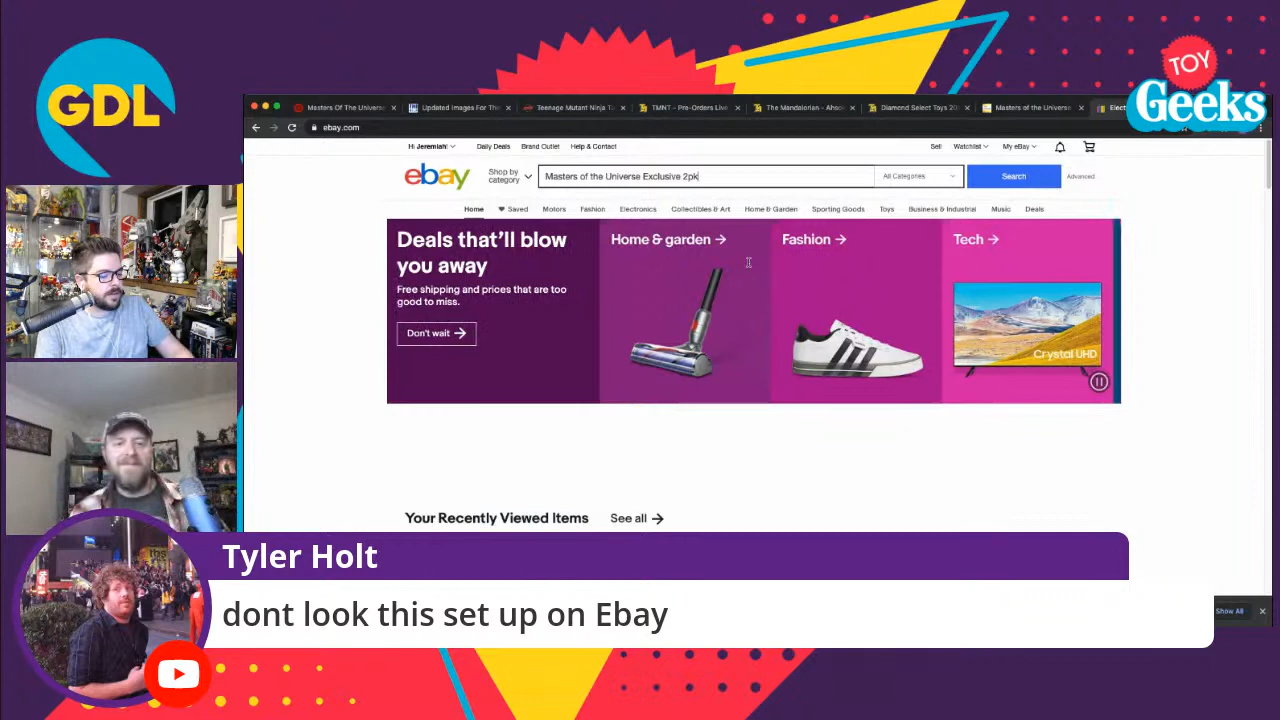 GDL
TOY
Geeks
Masters Of The Universe
Updated Images For The
Teenage Mutant Ninja Tu
TMNT - Pre-Orders Live
The Mandalorian - Ahso
Diamond Select Toys 20
Masters of the Universe
Elect
ebay.com
Hi Jeremiah!
Daily Deals
Brand Outlet
Help & Contact
Sell
Watchlist
My eBay
ebay
Shop by
category
Masters of the Universe Exclusive 2pk
All Categories
Search
Advanced
Home
Saved
Motors
Fashion
Electronics
Collectibles & Art
Home & Garden
Sporting Goods
Toys
Business & Industrial
Music
Deals
Deals that'll blow
you away
Free shipping and prices that are too
good to miss.
Don't wait →
Home & garden →
Fashion →
Tech →
Crystal UHD
Your Recently Viewed Items
See all →
Show All
Tyler Holt
dont look this set up on Ebay